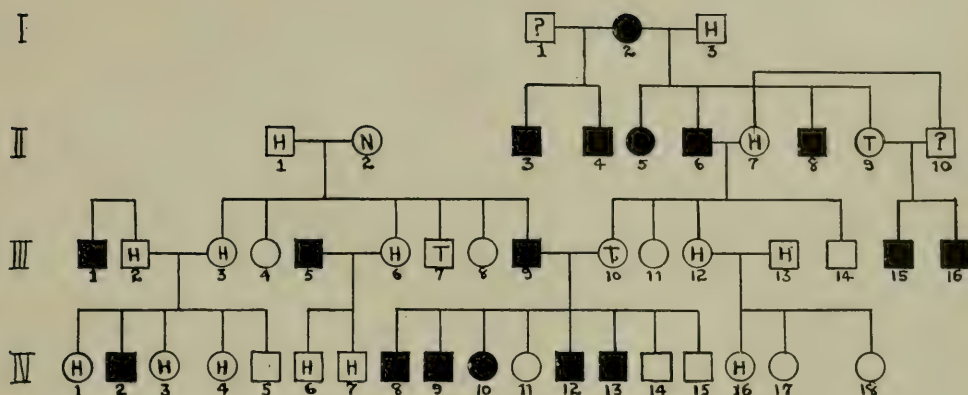 I
? H
1 2 3
II
H N H T ?
1 2 3 4 5 6 7 8 9 10
III
H H H T T H H
1 2 3 4 5 6 7 8 9 10 11 12 13 14 15 16
IV
H H H H H H
1 2 3 4 5 6 7 8 9 10 11 12 13 14 15 16 17 18